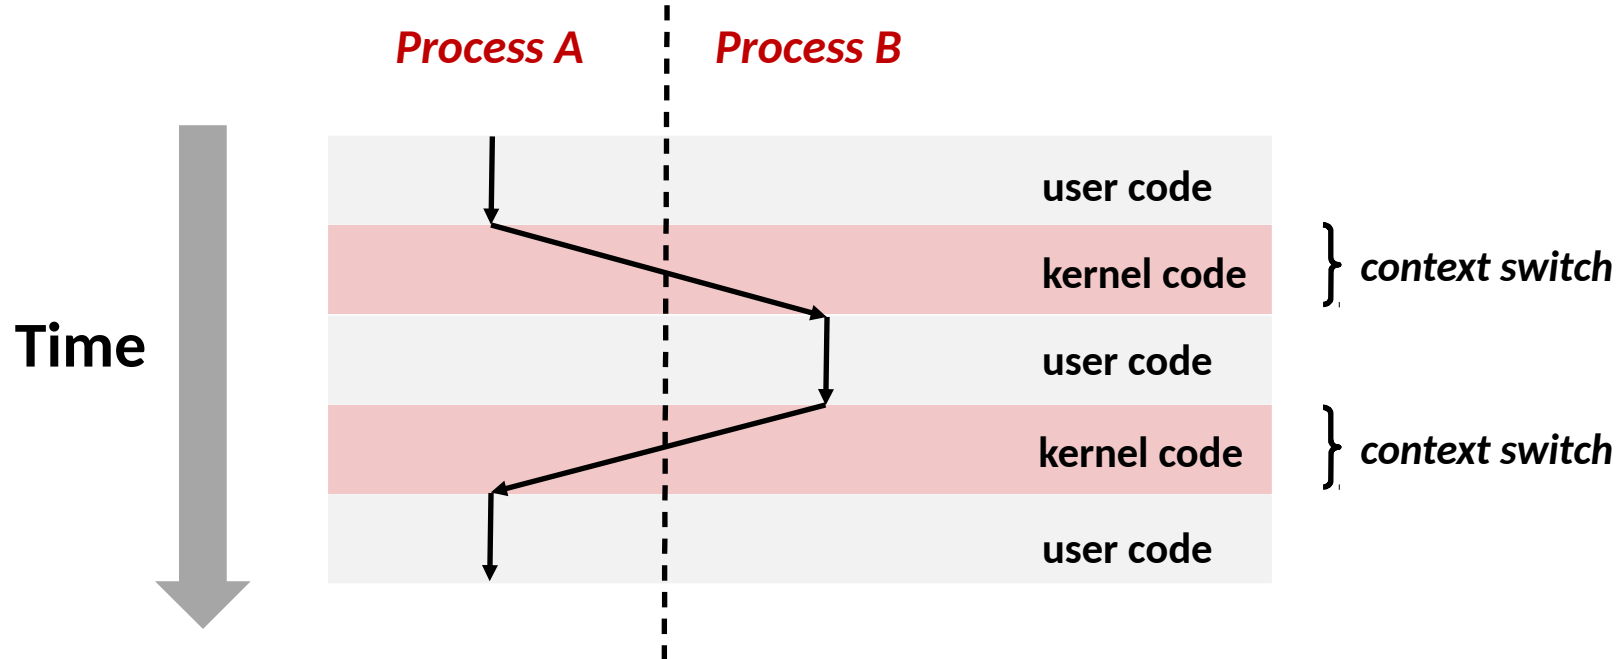 Process A
Process B
user code
kernel code
context switch
Time
user code
kernel code
context switch
user code